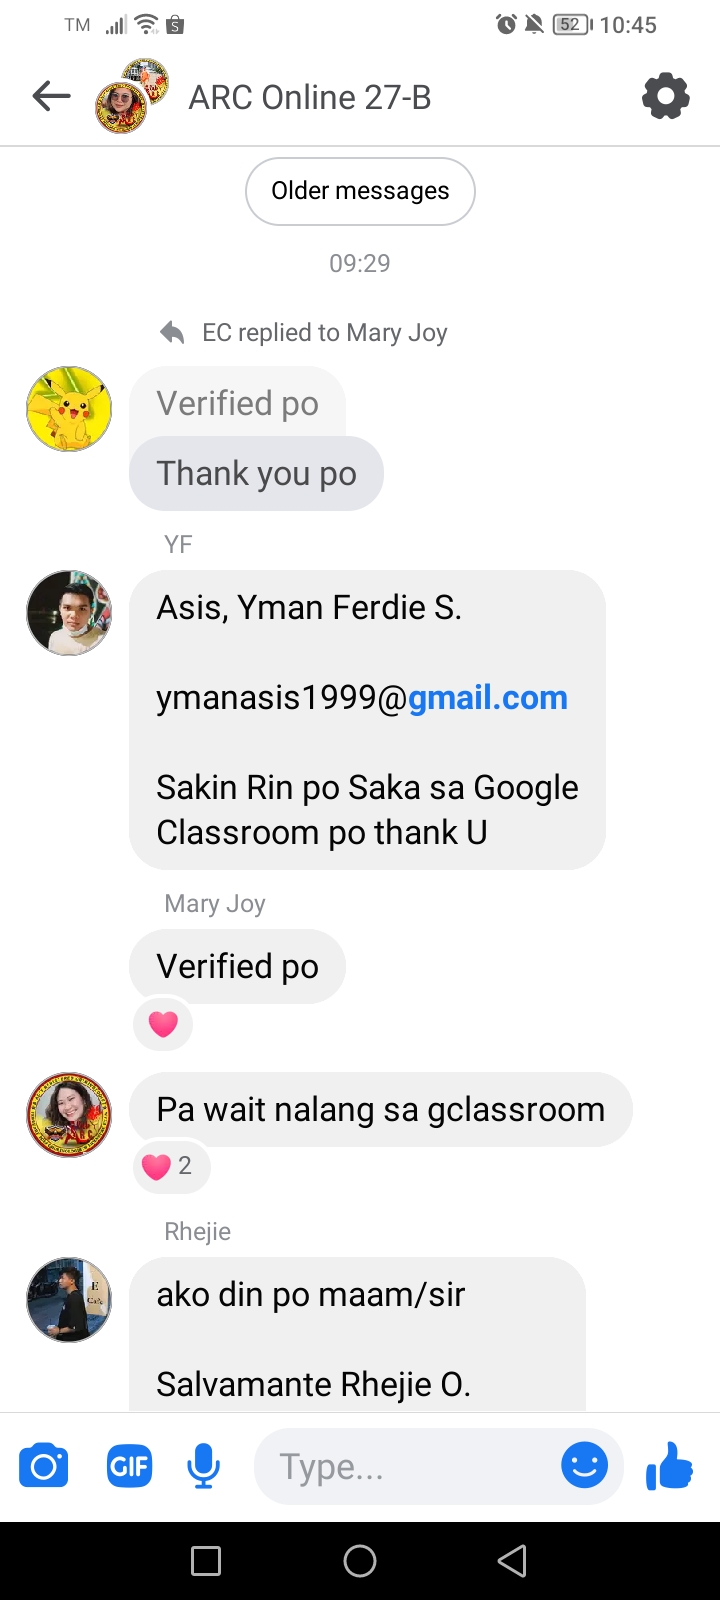 TM
52
10:45
ARC Online 27-B
Older messages
09:29
EC replied to Mary Joy
Verified po
Thank you po
YF
Asis, Yman Ferdie S.
ymanasis1999@gmail.com
Sakin Rin po Saka sa Google
Classroom po thank U
Mary Joy
Verified po
Pa wait nalang sa gclassroom
2
Rhejie
ako din po maam/sir
Salvamante Rhejie O.
GIF
Type...